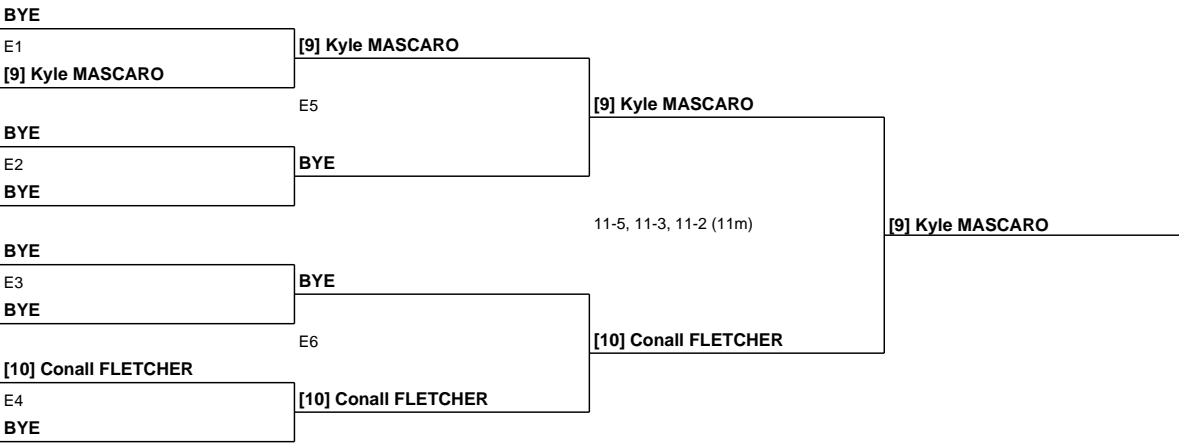 BYE
E1
[9] Kyle MASCARO
[9] Kyle MASCARO
E5
[9] Kyle MASCARO
BYE
E2
BYE
BYE
11-5, 11-3, 11-2 (11m)
[9] Kyle MASCARO
BYE
E3
BYE
BYE
E6
[10] Conall FLETCHER
[10] Conall FLETCHER
E4
[10] Conall FLETCHER
BYE